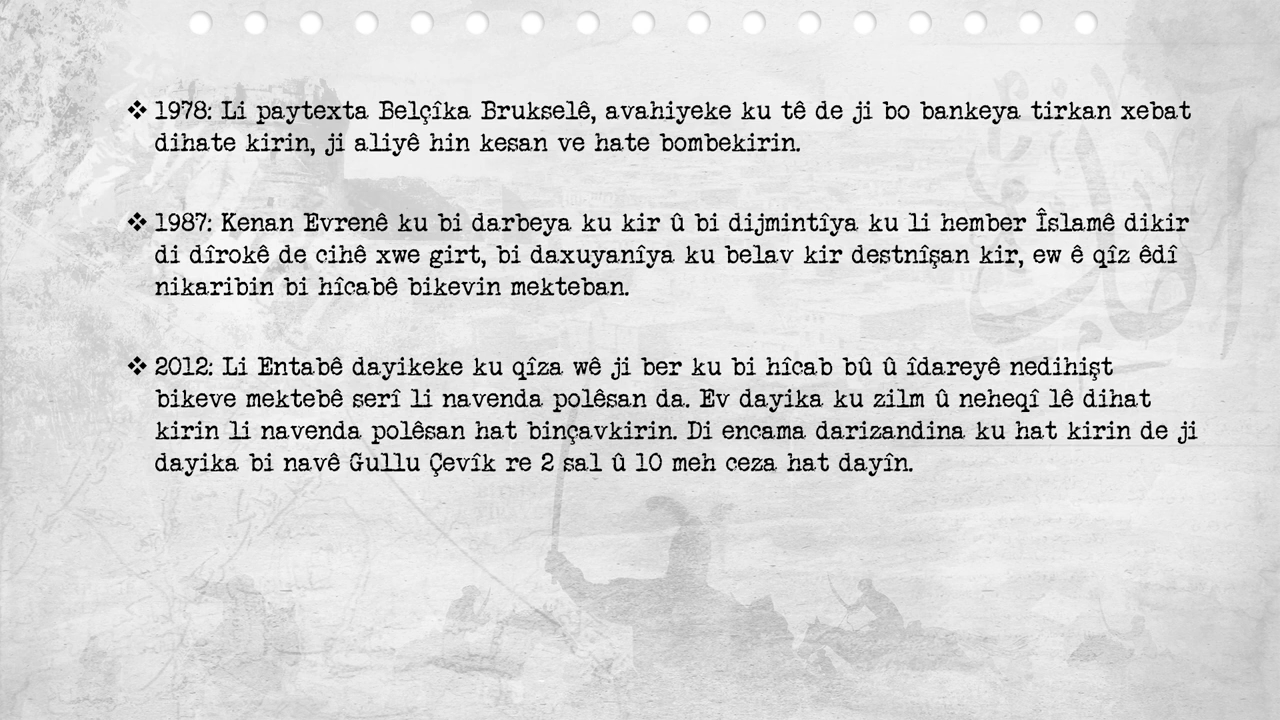 ❖ 1978: Li paytexta Belçîka Brukselê, avahiyeke ku tê de ji bo bankeya tirkan xebat
dihate kirin, ji aliyê hin kesan ve hate bombekirin.
❖ 1987: Kenan Evrenê ku bi darbeya ku kir û bi dijmintîya ku li hember Îslamê dikir
di dîrokê de cihê xwe girt, bi daxuyanîya ku belav kir destnîşan kir, ew ê qîz êdî
nikaribin bi hîcabê bikevin mekteban.
❖ 2012: Li Entabê dayikeke ku qîza wê ji ber ku bi hîcab bû û îdareyê nedihişt
bikeve mektebê serî li navenda polêsan da. Ev dayika ku zilm û neheqî lê dihat
kirin li navenda polêsan hat binçavkirin. Di encama darizandina ku hat kirin de ji
dayika bi navê Gullu Çevîk re 2 sal û 10 meh ceza hat dayîn.